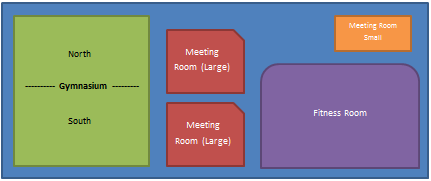 North
---------- Gymnasium ---------
South
Meeting
Room (Large)
Meeting
Room (Large)
Meeting Room
Small
Fitness Room